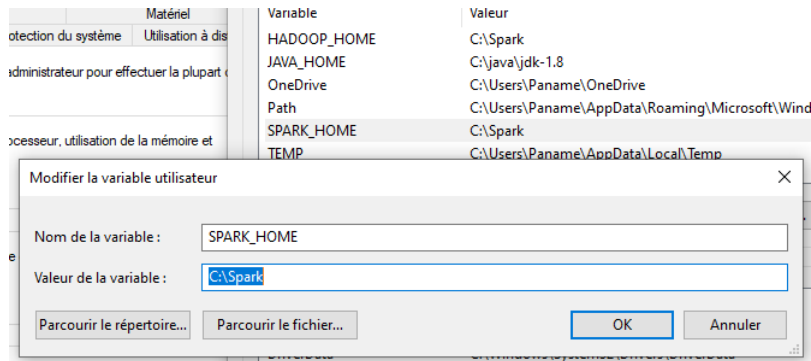 Matériel
otection du système Utilisation à dis
administrateur pour effectuer la plupart
ocesseur, utilisation de la mémoire et
Variable Valeur
HADOOP_HOME C:\Spark
JAVA_HOME C:\java\jdk-1.8
OneDrive C:\Users\Paname\OneDrive
Path C:\Users\Paname\AppData\Roaming\Microsoft\Wind
SPARK_HOME C:\Spark
TEMP C:\Users\Paname\AppData\Local\Temp
Modifier la variable utilisateur
Nom de la variable : SPARK_HOME
Valeur de la variable : C:\Spark
Parcourir le répertoire... Parcourir le fichier... OK Annuler